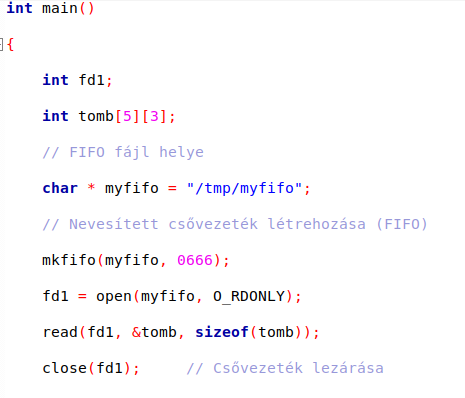 int main()
{
int fd1;
int tomb[5][3];
// FIFO fájl helye
char * myfifo = "/tmp/myfifo";
// Nevesített csővezeték létrehozása (FIFO)
mkfifo(myfifo, 0666);
fd1 = open(myfifo, O_RDONLY);
read(fd1, &tomb, sizeof(tomb));
close(fd1);     // Csővezeték lezárása